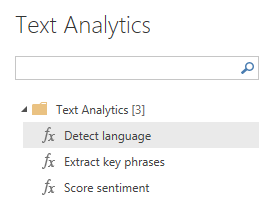 Text Analytics
Text Analytics [3]
fx Detect language
fx Extract key phrases
fx Score sentiment